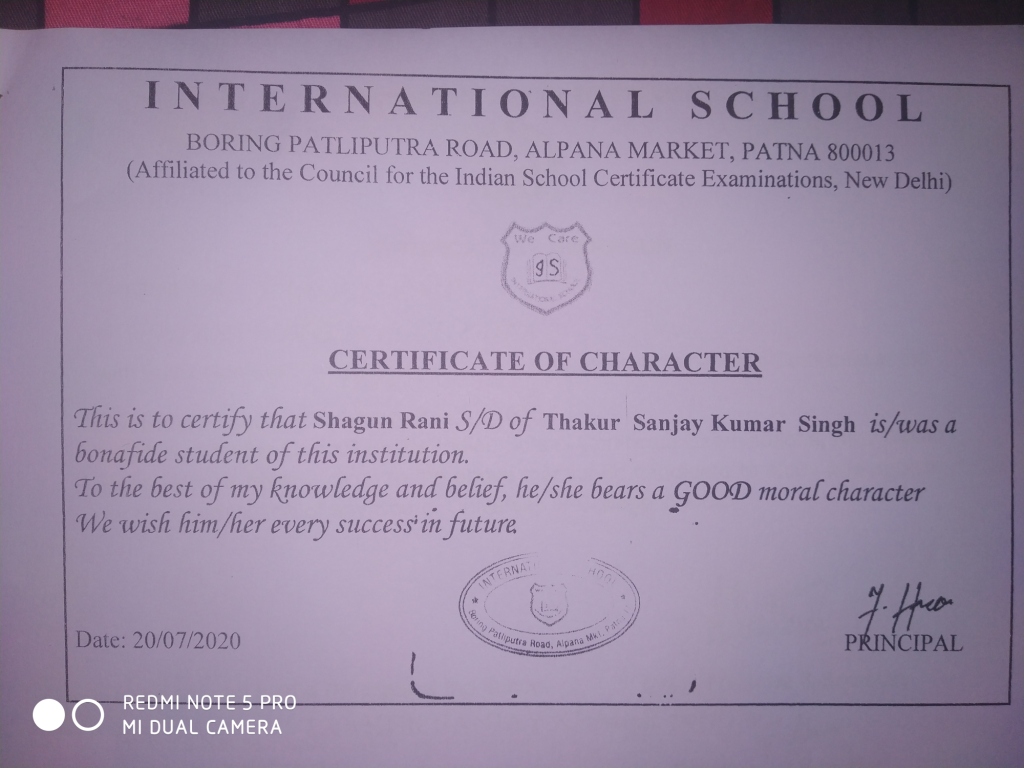 INTERNATIONAL SCHOOL
BORING PATLIPUTRA ROAD, ALPANA MARKET, PATNA 800013
(Affiliated to the Council for the Indian School Certificate Examinations, New Delhi)
We Care
gS
INTERNATIONAL SCHOOL
CERTIFICATE OF CHARACTER
This is to certify that Shagun Rani S/D of Thakur Sanjay Kumar Singh is/was a
bonafide student of this institution.
To the best of my knowledge and belief, he/she bears a GOOD moral character
We wish him/her every success in future.
INTERNAT HOOL
Boring Patliputra Road, Alpana Mkt.
Date: 20/07/2020
PRINCIPAL
REDMI NOTE 5 PRO
MI DUAL CAMERA